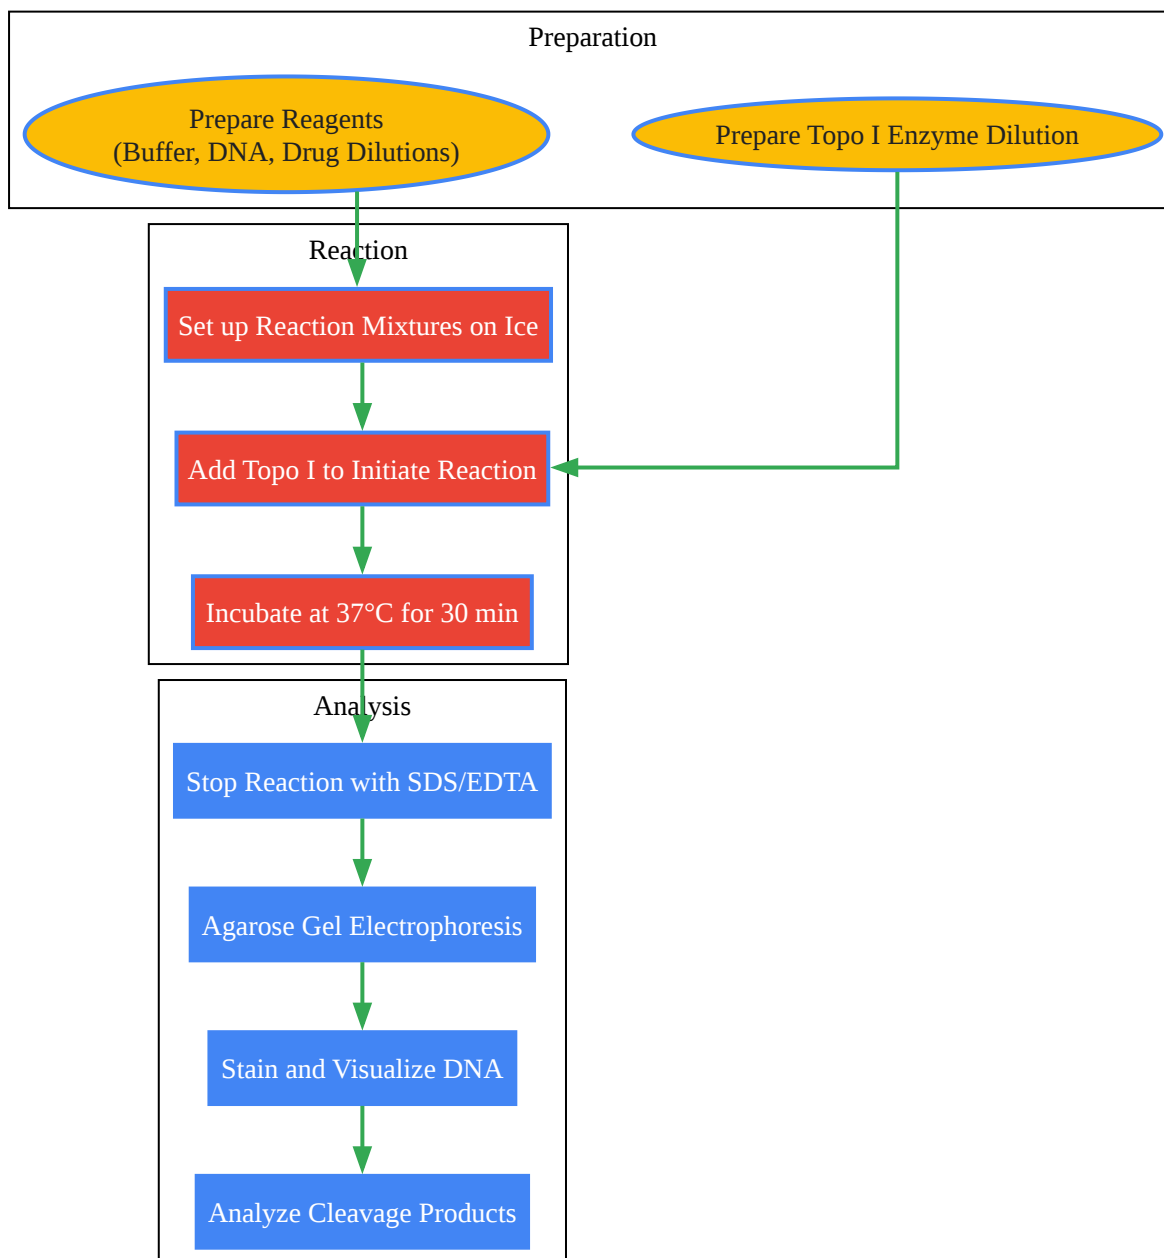 Preparation
Prepare Reagents
(Buffer, DNA, Drug Dilutions)
Prepare Topo I Enzyme Dilution
Reaction
Set up Reaction Mixtures on Ice
Add Topo I to Initiate Reaction
Incubate at 37°C for 30 min
Analysis
Stop Reaction with SDS/EDTA
Agarose Gel Electrophoresis
Stain and Visualize DNA
Analyze Cleavage Products